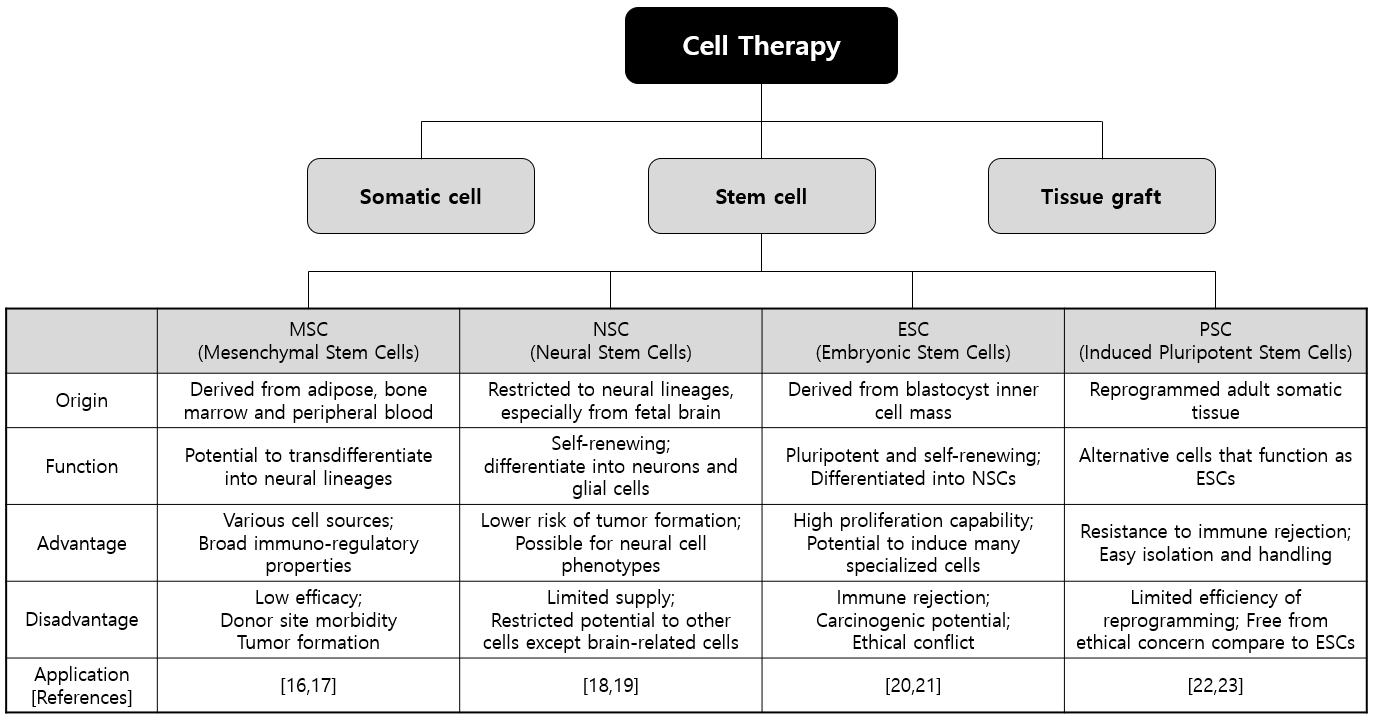 Cell Therapy
Somatic cell
Stem cell
Tissue graft
MSC
(Mesenchymal Stem Cells)
NSC
(Neural Stem Cells)
ESC
(Embryonic Stem Cells)
PSC
(Induced Pluripotent Stem Cells)
Origin
Derived from adipose, bone
marrow and peripheral blood
Restricted to neural lineages,
especially from fetal brain
Derived from blastocyst inner
cell mass
Reprogrammed adult somatic
tissue
Function
Potential to transdifferentiate
into neural lineages
Self-renewing;
differentiate into neurons and
glial cells
Pluripotent and self-renewing;
Differentiated into NSCs
Alternative cells that function as
ESCs
Advantage
Various cell sources;
Broad immuno-regulatory
properties
Lower risk of tumor formation;
Possible for neural cell
phenotypes
High proliferation capability;
Potential to induce many
specialized cells
Resistance to immune rejection;
Easy isolation and handling
Disadvantage
Low efficacy;
Donor site morbidity
Tumor formation
Limited supply;
Restricted potential to other
cells except brain-related cells
Immune rejection;
Carcinogenic potential;
Ethical conflict
Limited efficiency of
reprogramming; Free from
ethical concern compare to ESCs
Application
[References]
[16,17]
[18,19]
[20,21]
[22,23]